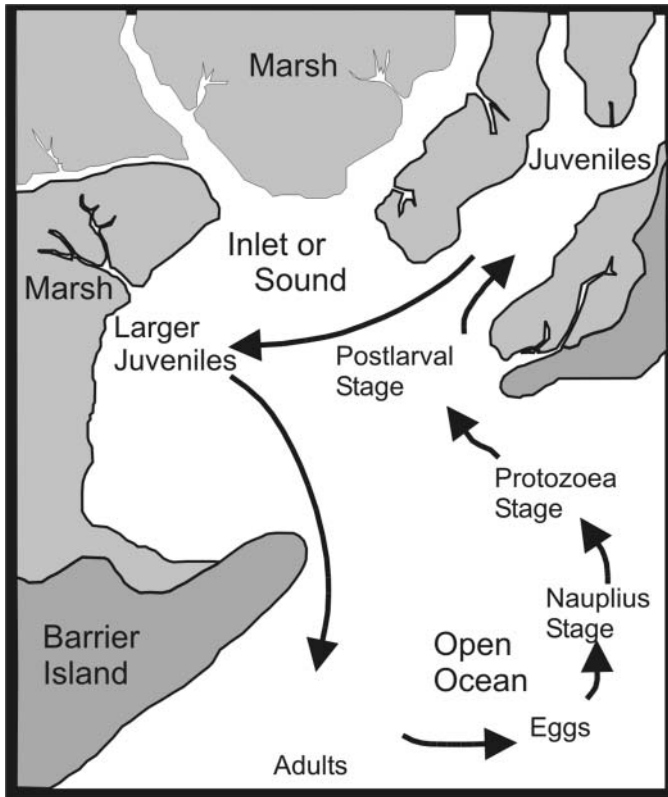 Marsh
Juveniles
Inlet or
Sound
Marsh
Larger
Juveniles
Postlarval
Stage
Protozoea
Stage
Nauplius
Stage
Barrier
Island
Open
Ocean
Eggs
Adults